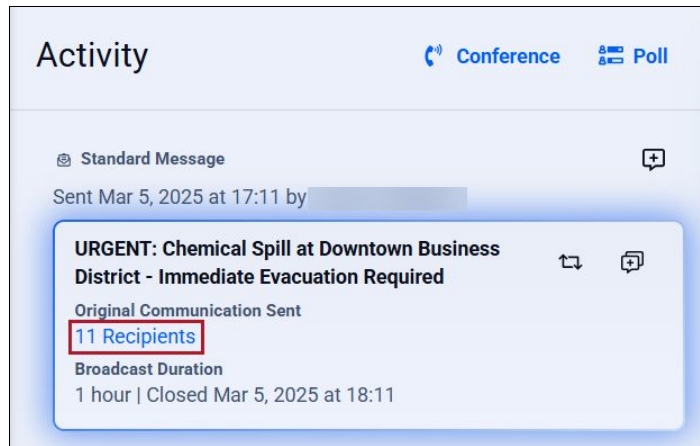 Activity
Conference
Poll
Standard Message
Sent Mar 5, 2025 at 17:11 by
URGENT: Chemical Spill at Downtown Business
District - Immediate Evacuation Required
Original Communication Sent
11 Recipients
Broadcast Duration
1 hour | Closed Mar 5, 2025 at 18:11